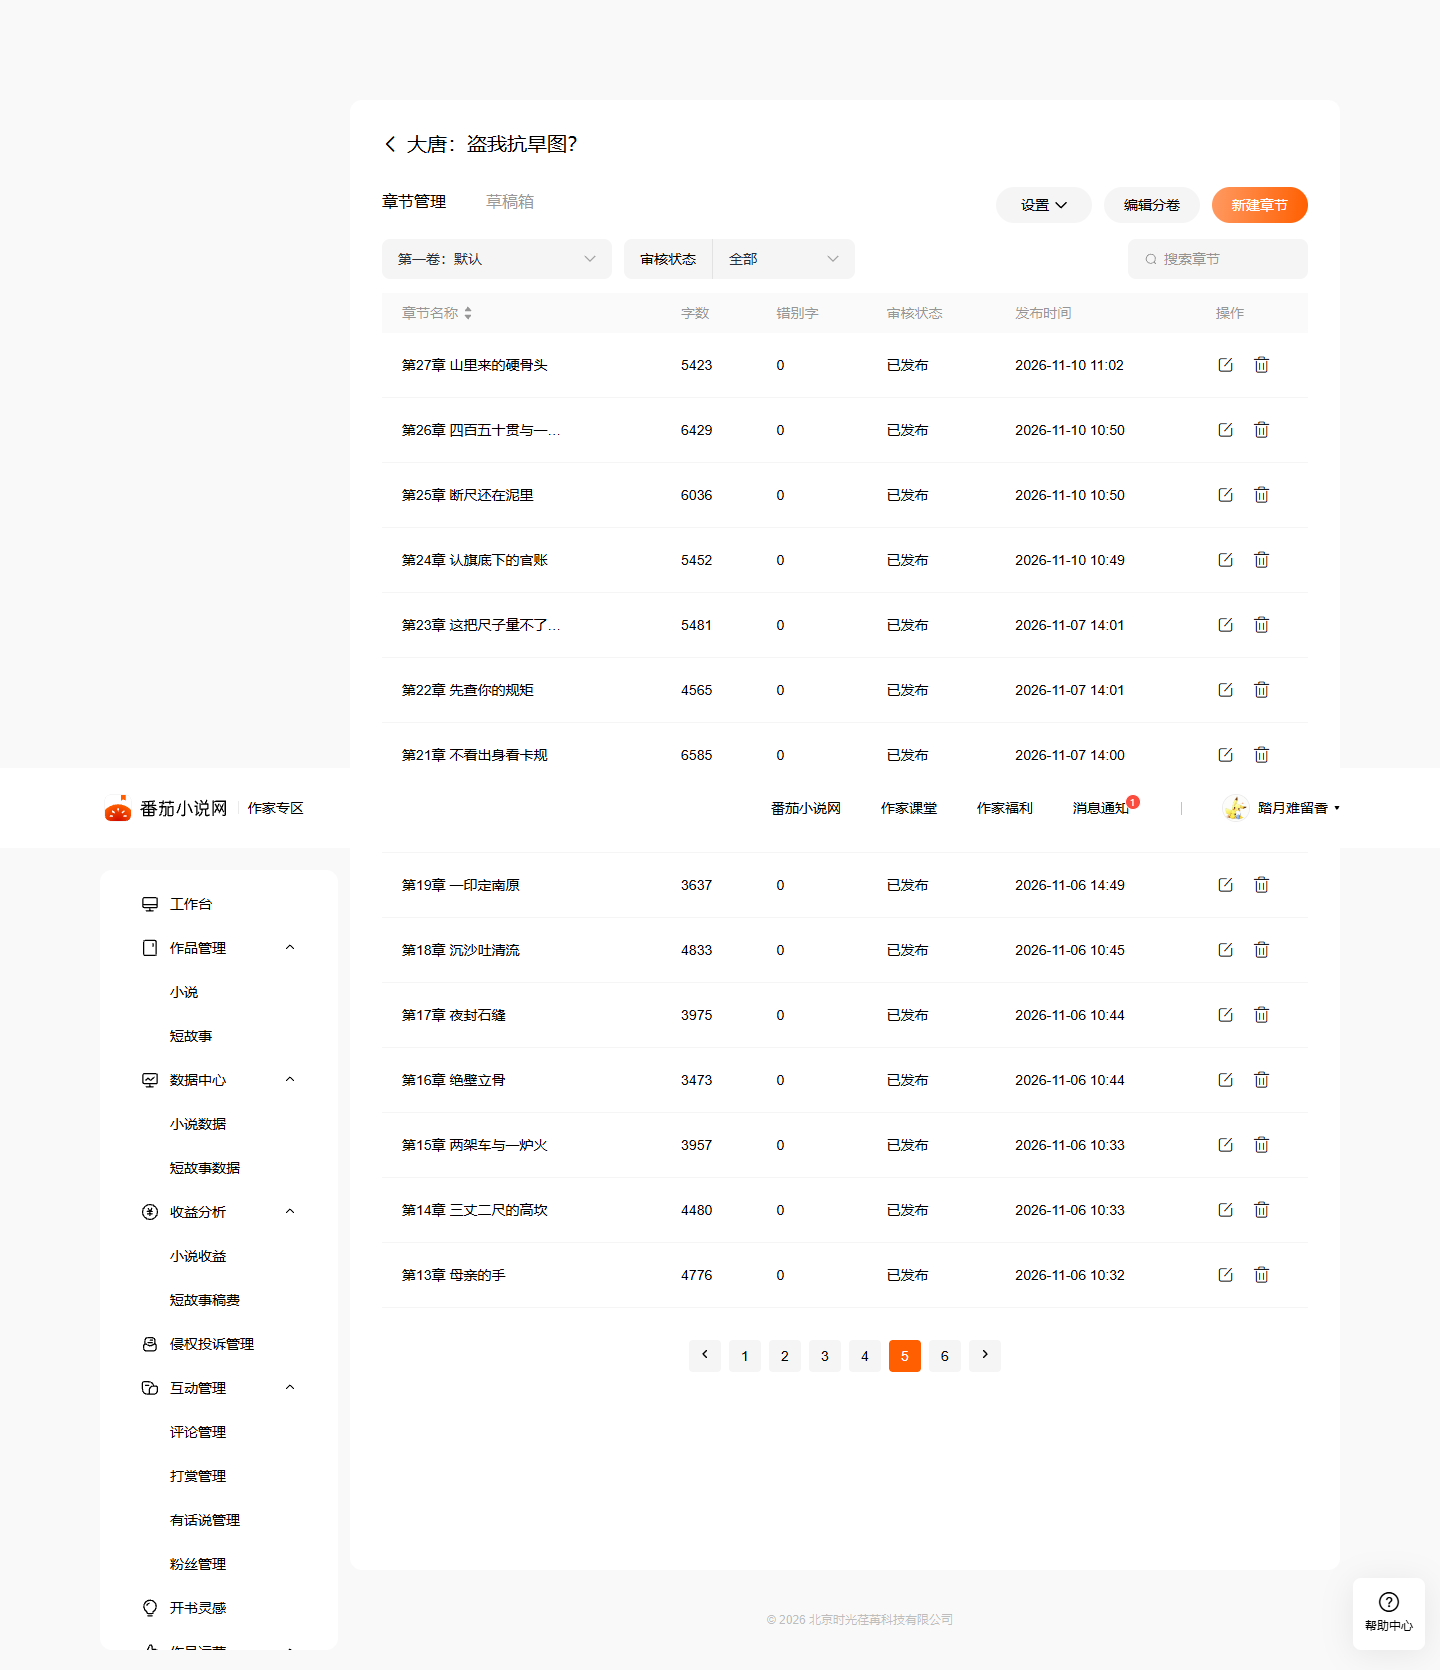 大唐：盗我抗旱图？
章节管理 草稿箱 设置 编辑分卷 新建章节
第一卷：默认 审核状态 全部 搜索章节
章节名称 字数 错别字 审核状态 发布时间 操作
第27章 山里来的硬骨头 5423 0 已发布 2026-11-10 11:02
第26章 四百五十贯与一... 6429 0 已发布 2026-11-10 10:50
第25章 断尺还在泥里 6036 0 已发布 2026-11-10 10:50
第24章 认旗底下的官账 5452 0 已发布 2026-11-10 10:49
第23章 这把尺子量不了... 5481 0 已发布 2026-11-07 14:01
第22章 先查你的规矩 4565 0 已发布 2026-11-07 14:01
第21章 不看出身看卡规 6585 0 已发布 2026-11-07 14:00
番茄小说网 作家专区 番茄小说网 作家课堂 作家福利 消息通知 1 踏月难留香
第19章 一印定南原 3637 0 已发布 2026-11-06 14:49
第18章 沉沙吐清流 4833 0 已发布 2026-11-06 10:45
第17章 夜封石缝 3975 0 已发布 2026-11-06 10:44
第16章 绝壁立骨 3473 0 已发布 2026-11-06 10:44
第15章 两架车与一炉火 3957 0 已发布 2026-11-06 10:33
第14章 三丈二尺的高坎 4480 0 已发布 2026-11-06 10:33
第13章 母亲的手 4776 0 已发布 2026-11-06 10:32
1 2 3 4 5 6
工作台
作品管理
小说
短故事
数据中心
小说数据
短故事数据
收益分析
小说收益
短故事稿费
侵权投诉管理
互动管理
评论管理
打赏管理
有话说管理
粉丝管理
开书灵感
© 2026 北京时光荏苒科技有限公司
帮助中心